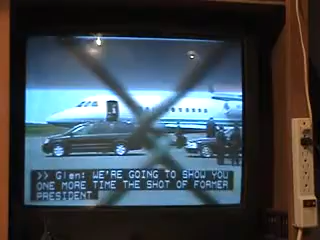 >> Glen: WE'RE GOING TO SHOW YOU
ONE MORE TIME THE SHOT OF FORMER
PRESIDENT